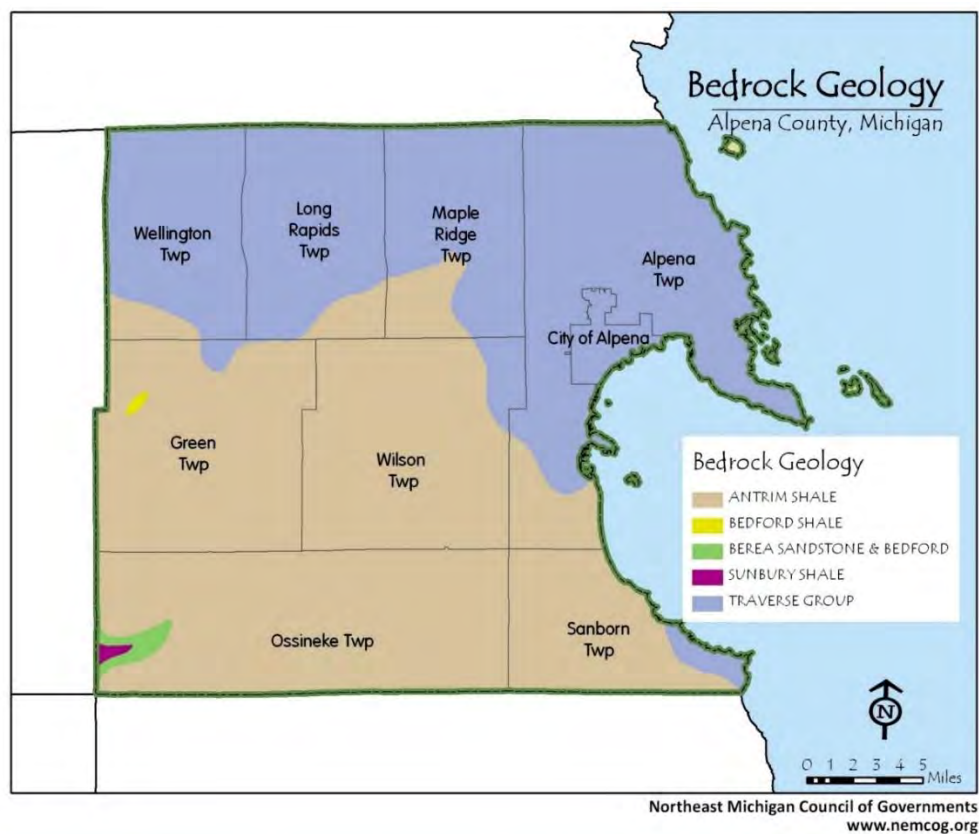 Bedrock Geology
Alpena County, Michigan
Wellington
Twp
Long
Rapids
Twp
Maple
Ridge
Twp
Alpena
Twp
City of Alpena
Green
Twp
Wilson
Twp
Ossineke Twp
Sanborn
Twp
Bedrock Geology
ANTRIM SHALE
BEDFORD SHALE
BEREA SANDSTONE & BEDFORD
SUNBURY SHALE
TRAVERSE GROUP
N
0 1 2 3 4 5
Miles
Northeast Michigan Council of Governments
www.nemcog.org